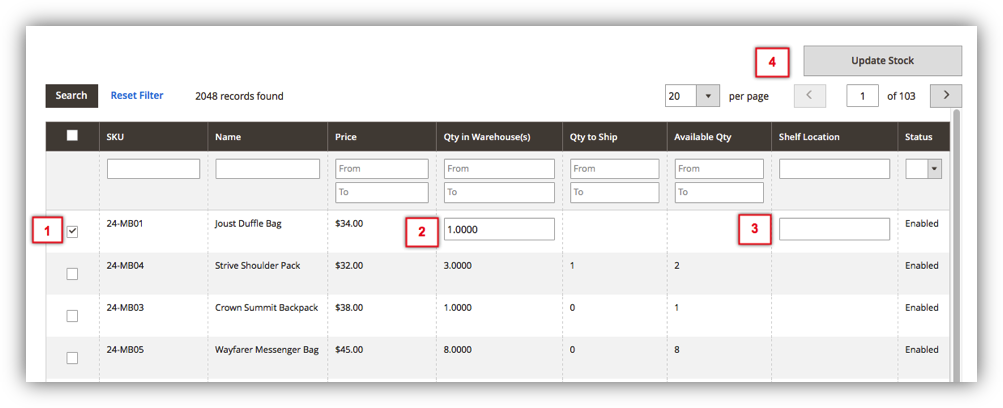 4 Update Stock
Search Reset Filter 2048 records found 20 per page 1 of 103
SKU Name Price Qty in Warehouse(s) Qty to Ship Available Qty Shelf Location Status
From From From From
To To To To
1 24-MB01 Joust Duffle Bag $34.00 2 1.0000 3 Enabled
24-MB04 Strive Shoulder Pack $32.00 3.0000 1 2 Enabled
24-MB03 Crown Summit Backpack $38.00 1.0000 0 1 Enabled
24-MB05 Wayfarer Messenger Bag $45.00 8.0000 0 8 Enabled